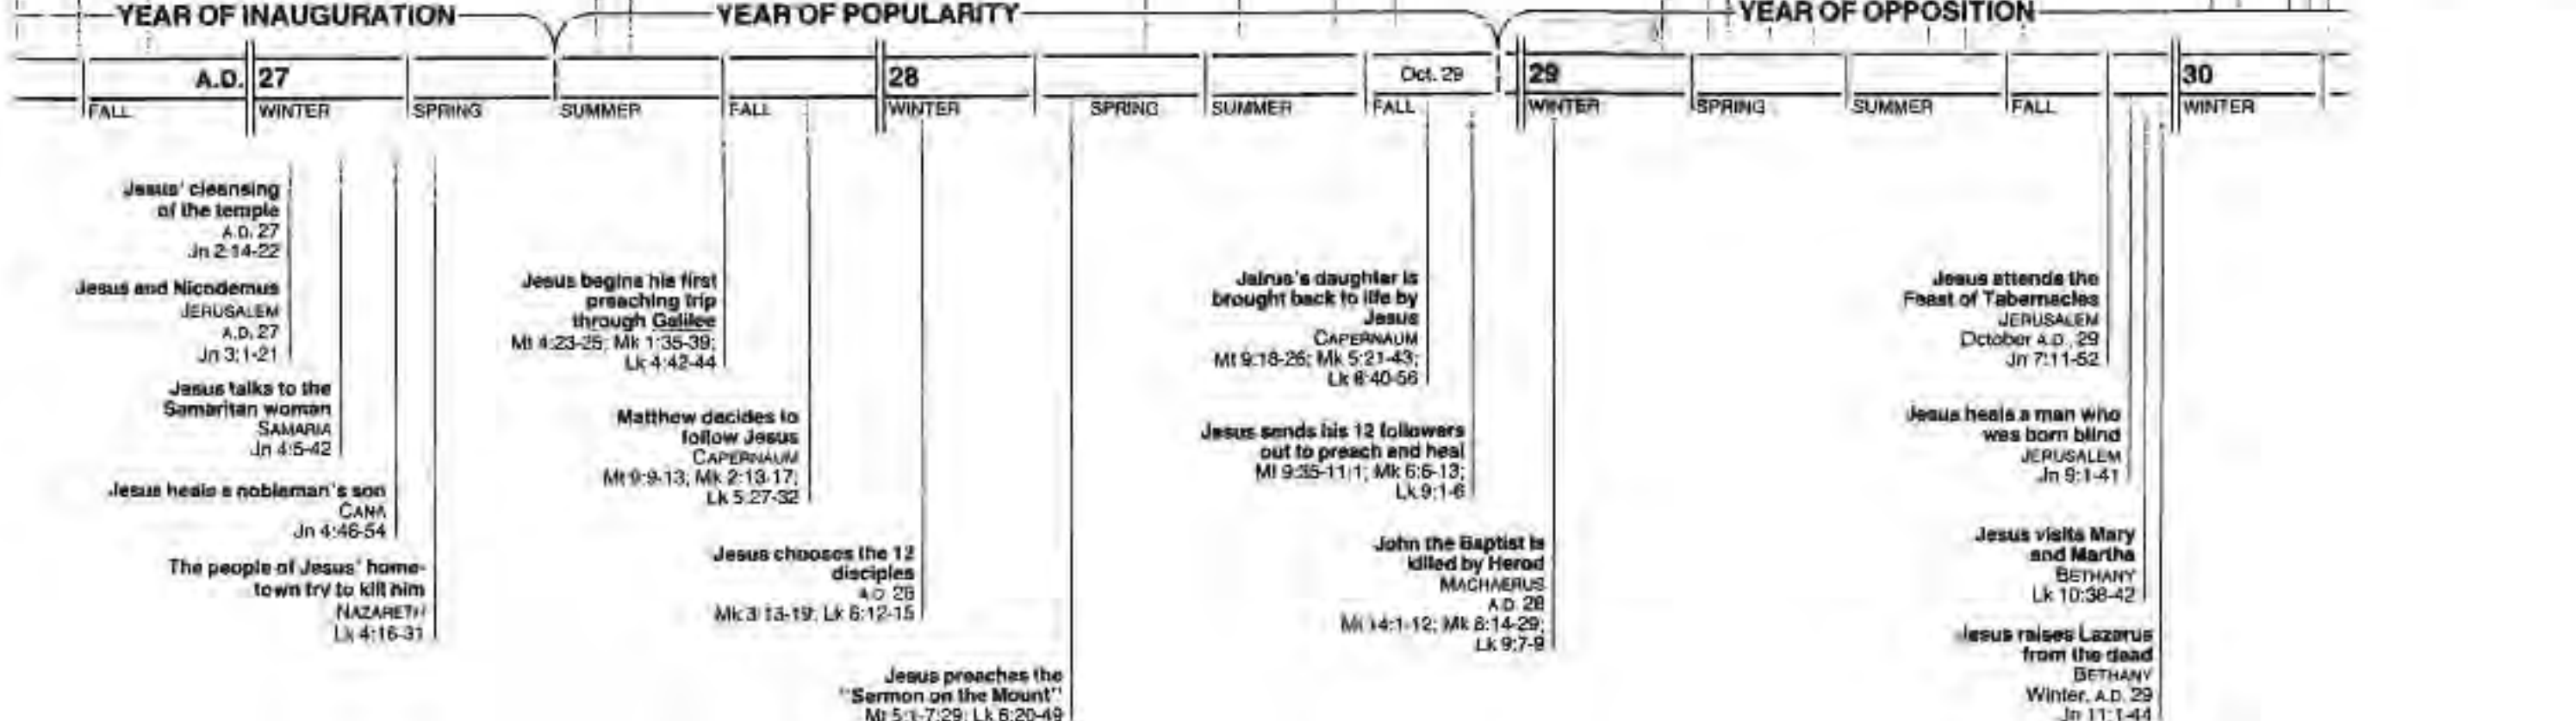 YEAR OF INAUGURATION
YEAR OF POPULARITY
YEAR OF OPPOSITION
A.D. 27
28
Oct. 29
29
30
FALL
WINTER
SPRING
SUMMER
FALL
WINTER
SPRING
SUMMER
FALL
WINTER
SPRING
SUMMER
FALL
WINTER
Jesus' cleansing
of the temple
A.D. 27
Jn 2:14-22
Jesus and Nicodemus
JERUSALEM
A.D. 27
Jn 3:1-21
Jesus talks to the
Samaritan woman
SAMARIA
Jn 4:5-42
Jesus heals a nobleman's son
CANA
Jn 4:46-54
The people of Jesus' home-
town try to kill him
NAZARETH
Lk 4:16-31
Jesus begins his first
preaching trip
through Galilee
Mt 4:23-25; Mk 1:35-39;
Lk 4:42-44
Matthew decides to
follow Jesus
CAPERNAUM
Mt 9:9-13; Mk 2:13-17;
Lk 5:27-32
Jesus chooses the 12
disciples
A.D. 28
Mk 3:13-19; Lk 6:12-15
Jesus preaches the
"Sermon on the Mount"
Mt 5:1-7:29; Lk 6:20-49
Jairus's daughter is
brought back to life by
Jesus
CAPERNAUM
Mt 9:18-26; Mk 5:21-43;
Lk 8:40-56
Jesus sends his 12 followers
out to preach and heal
Mt 9:35-11:1; Mk 6:6-13;
Lk 9:1-6
John the Baptist is
killed by Herod
MACHAERUS
A.D. 28
Mt 14:1-12; Mk 6:14-29;
Lk 9:7-9
Jesus attends the
Feast of Tabernacles
JERUSALEM
October A.D. 29
Jn 7:11-52
Jesus heals a man who
was born blind
JERUSALEM
Jn 9:1-41
Jesus visits Mary
and Martha
BETHANY
Lk 10:38-42
Jesus raises Lazarus
from the dead
BETHANY
Winter, A.D. 29
Jn 11:1-44